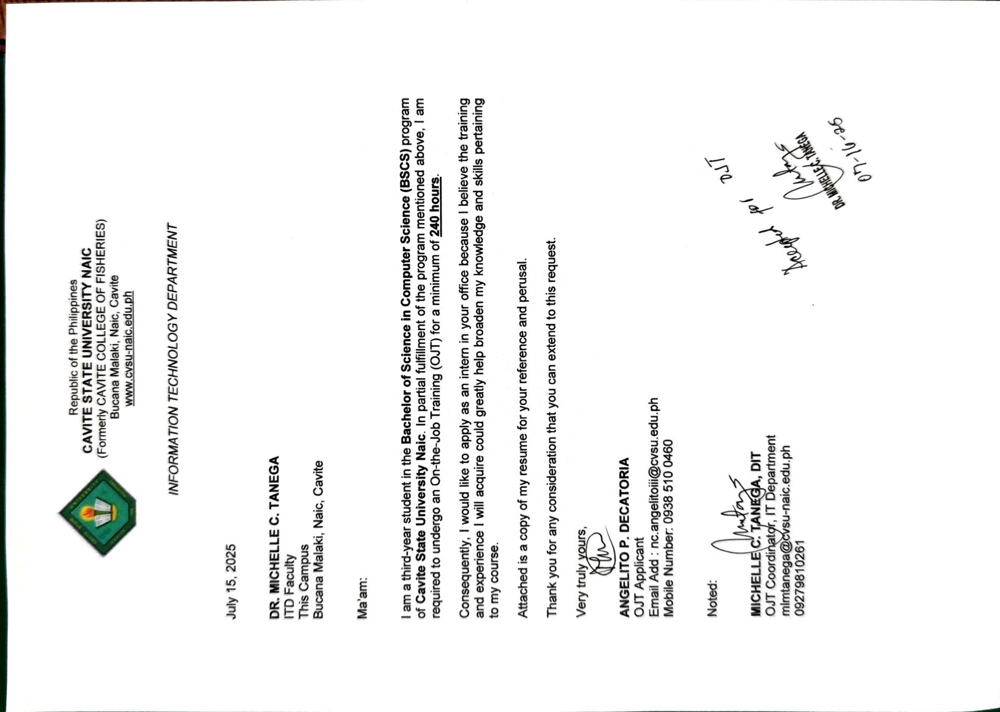 Republic of the Philippines
CAVITE STATE UNIVERSITY NAIC
(Formerly CAVITE COLLEGE OF FISHERIES)
Bucana Malaki, Naic, Cavite
www.cvsu-naic.edu.ph
INFORMATION TECHNOLOGY DEPARTMENT
July 15, 2025
DR. MICHELLE C. TANEGA
ITD Faculty
This Campus
Bucana Malaki, Naic, Cavite
Ma'am:
I am a third-year student in the Bachelor of Science in Computer Science (BSCS) program
of Cavite State University Naic. In partial fulfillment of the program mentioned above, I am
required to undergo an On-the-Job Training (OJT) for a minimum of 240 hours.
Consequently, I would like to apply as an intern in your office because I believe the training
and experience I will acquire could greatly help broaden my knowledge and skills pertaining
to my course.
Attached is a copy of my resume for your reference and perusal.
Thank you for any consideration that you can extend to this request.
Very truly yours,
ANGELITO P. DECATORIA
OJT Applicant
Email Add : nc.angelitoiii@cvsu.edu.ph
Mobile Number: 0938 510 0460
Noted:
MICHELLE C. TANEGA, DIT
OJT Coordinator, IT Department
mlmtanega@cvsu-naic.edu.ph
09279810261
Accepted for OJT
DR. MICHELLE C. TANEGA
07-16-25